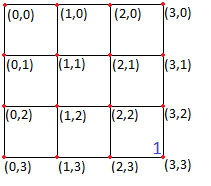 (0,0) (1,0) (2,0) (3,0)
(0,1) (1,1) (2,1) (3,1)
(0,2) (1,2) (2,2) (3,2)
1
(0,3) (1,3) (2,3) (3,3)